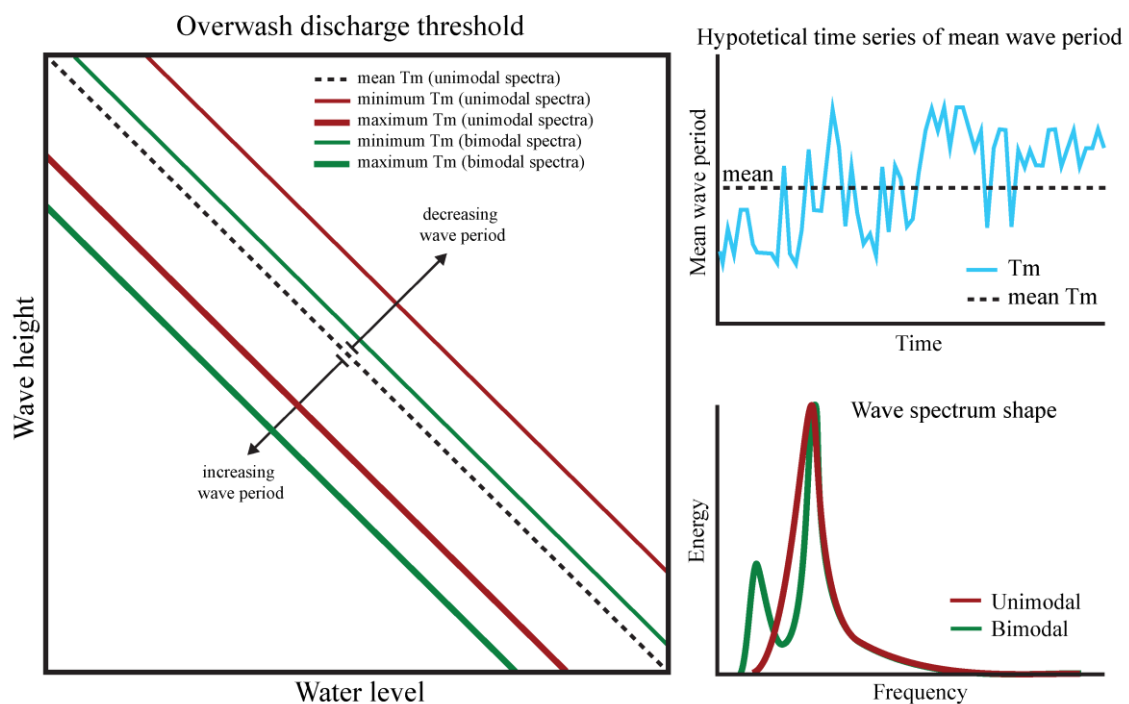 Overwash discharge threshold
mean Tm (unimodal spectra)
minimum Tm (unimodal spectra)
maximum Tm (unimodal spectra)
minimum Tm (bimodal spectra)
maximum Tm (bimodal spectra)
decreasing
wave period
increasing
wave period
Wave height
Water level
Hypotetical time series of mean wave period
Mean wave period
mean
Tm
mean Tm
Time
Wave spectrum shape
Energy
Unimodal
Bimodal
Frequency